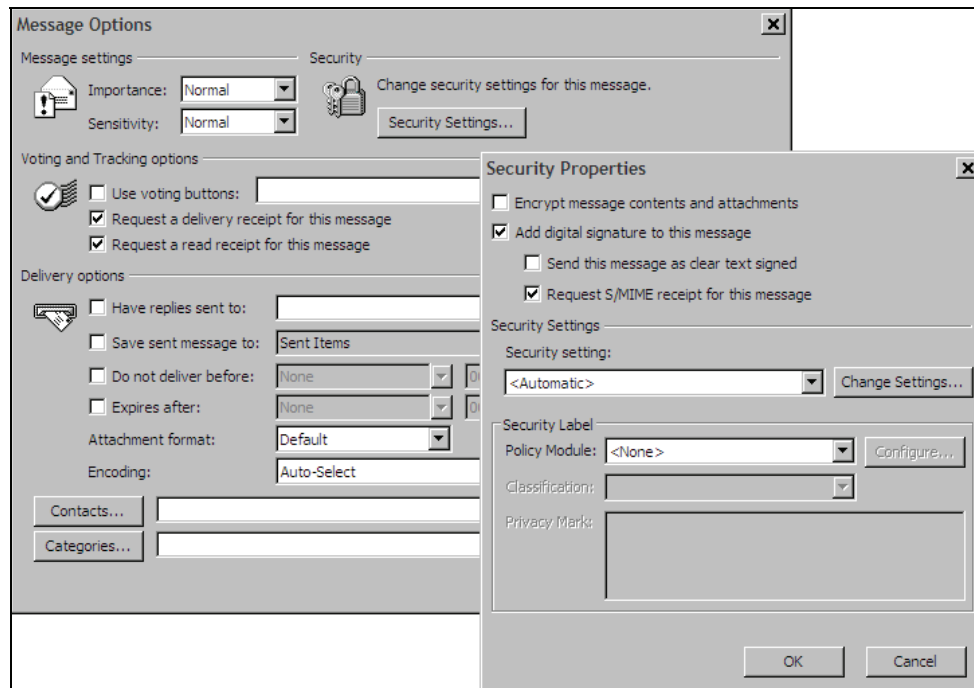 Message Options
Message settings
Security
Importance: Normal
Sensitivity: Normal
Change security settings for this message.
Security Settings...
Voting and Tracking options
Use voting buttons:
Request a delivery receipt for this message
Request a read receipt for this message
Delivery options
Have replies sent to:
Save sent message to: Sent Items
Do not deliver before: None
Expires after: None
Attachment format: Default
Encoding: Auto-Select
Contacts...
Categories...
Security Properties
Encrypt message contents and attachments
Add digital signature to this message
Send this message as clear text signed
Request S/MIME receipt for this message
Security Settings
Security setting:
<Automatic> Change Settings...
Security Label
Policy Module: <None> Configure...
Classification:
Privacy Mark:
OK Cancel